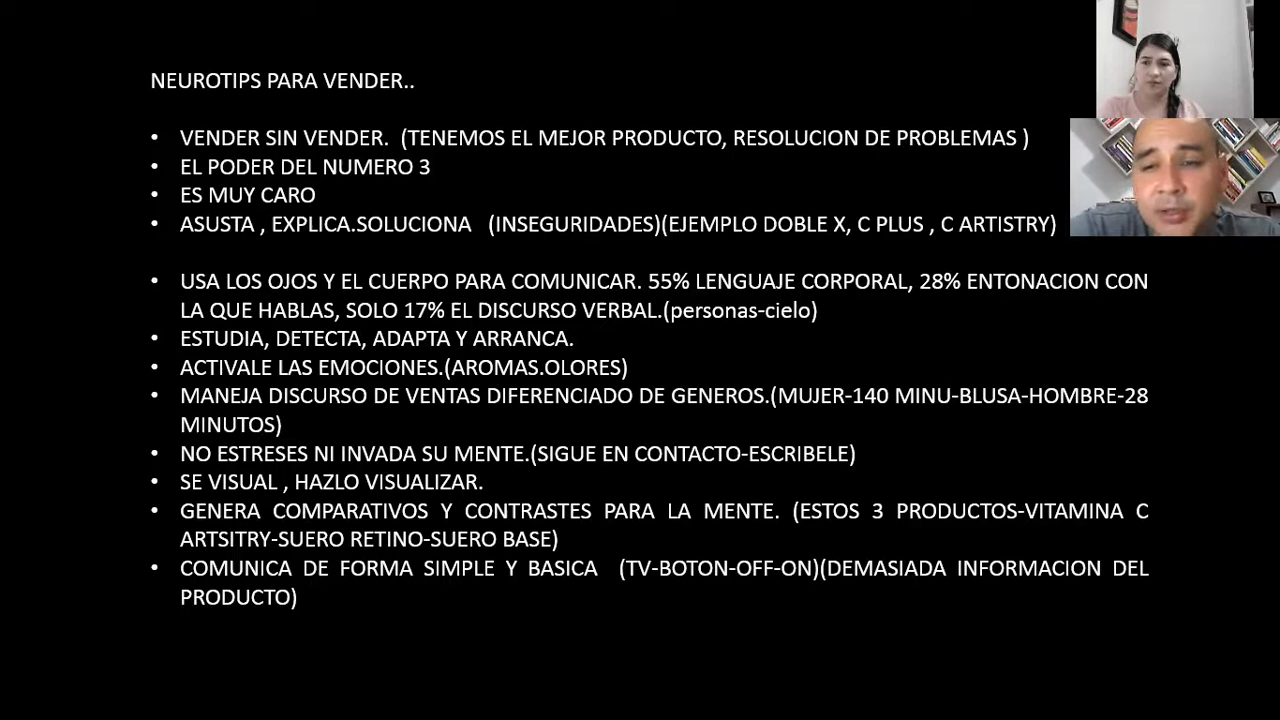 NEUROTIPS PARA VENDER..
• VENDER SIN VENDER. (TENEMOS EL MEJOR PRODUCTO, RESOLUCION DE PROBLEMAS )
• EL PODER DEL NUMERO 3
• ES MUY CARO
• ASUSTA , EXPLICA.SOLUCIONA (INSEGURIDADES)(EJEMPLO DOBLE X, C PLUS , C ARTISTRY)
• USA LOS OJOS Y EL CUERPO PARA COMUNICAR. 55% LENGUAJE CORPORAL, 28% ENTONACION CON
LA QUE HABLAS, SOLO 17% EL DISCURSO VERBAL.(personas-cielo)
• ESTUDIA, DETECTA, ADAPTA Y ARRANCA.
• ACTIVALE LAS EMOCIONES.(AROMAS.OLORES)
• MANEJA DISCURSO DE VENTAS DIFERENCIADO DE GENEROS.(MUJER-140 MINU-BLUSA-HOMBRE-28
MINUTOS)
• NO ESTRESES NI INVADA SU MENTE.(SIGUE EN CONTACTO-ESCRIBELE)
• SE VISUAL , HAZLO VISUALIZAR.
• GENERA COMPARATIVOS Y CONTRASTES PARA LA MENTE. (ESTOS 3 PRODUCTOS-VITAMINA C
ARTSITRY-SUERO RETINO-SUERO BASE)
• COMUNICA DE FORMA SIMPLE Y BASICA (TV-BOTON-OFF-ON)(DEMASIADA INFORMACION DEL
PRODUCTO)